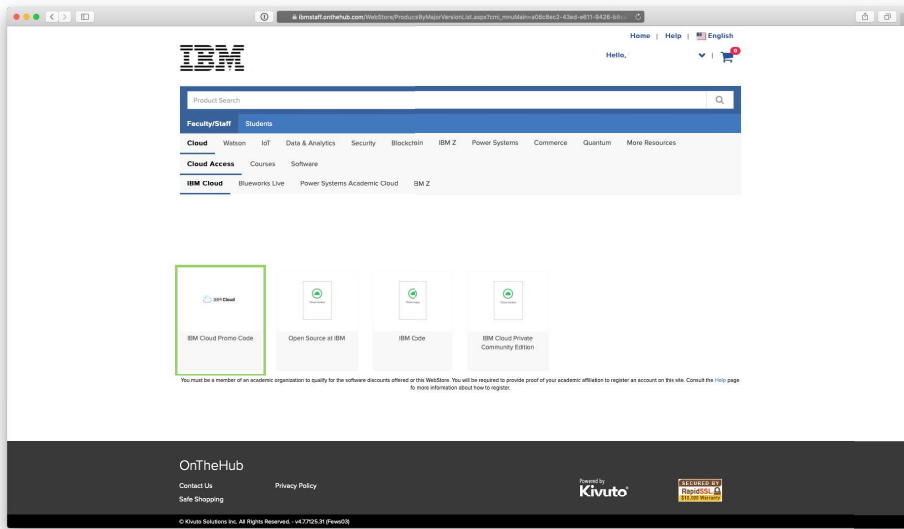 ibmstaff.onthehub.com/WebStore/ProductsByMajorVersionList.aspx?cmi_mnuMain=a06c8ec2-43ed-e611-9426-b8
Home | Help | English
IBM
Hello,
0
Product Search
Faculty/Staff Students
Cloud Watson IoT Data & Analytics Security Blockchain IBM Z Power Systems Commerce Quantum More Resources
Cloud Access Courses Software
IBM Cloud Blueworks Live Power Systems Academic Cloud BM Z
IBM Cloud
IBM Cloud Promo Code Open Source at IBM IBM Code IBM Cloud Private
Community Edition
You must be a member of an academic organization to qualify for the software discounts offered or this WebStore. You will be required to provide proof of your academic affiliation to register an account on this site. Consult the Help page
fo more information about how to register.
OnTheHub
Contact Us Privacy Policy
Safe Shopping
Powered by
Kivuto
SECURED BY
RapidSSL
$10,000 Warranty
© Kivuto Solutions Inc. All Rights Reserved. - v4.7.7125.31 (Fews03)